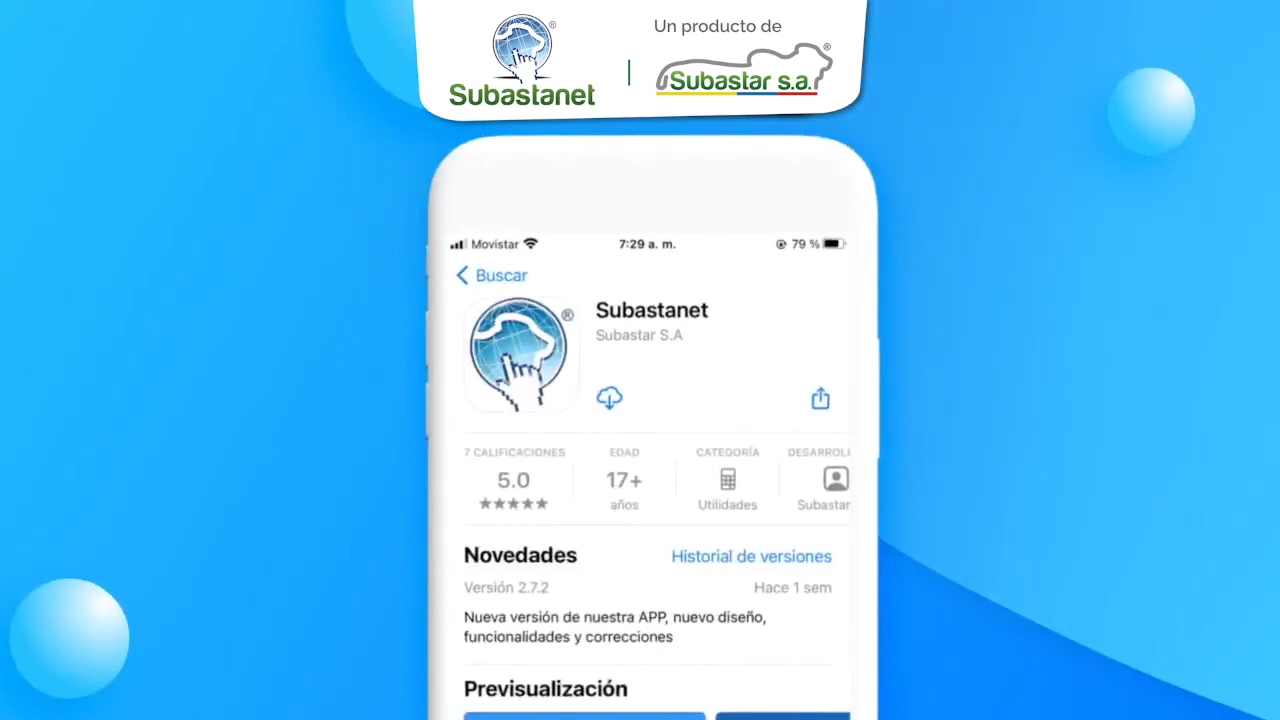 Subastanet
®
Un producto de
Subastar s.a.
®
Movistar
7:29 a. m.
79 %
Buscar
®
Subastanet
Subastar S.A
7 CALIFICACIONES
EDAD
CATEGORÍA
DESARROL
5.0
17+
años
Utilidades
Subastar
Novedades
Historial de versiones
Versión 2.7.2
Hace 1 sem
Nueva versión de nuestra APP, nuevo diseño,
funcionalidades y correcciones
Previsualización